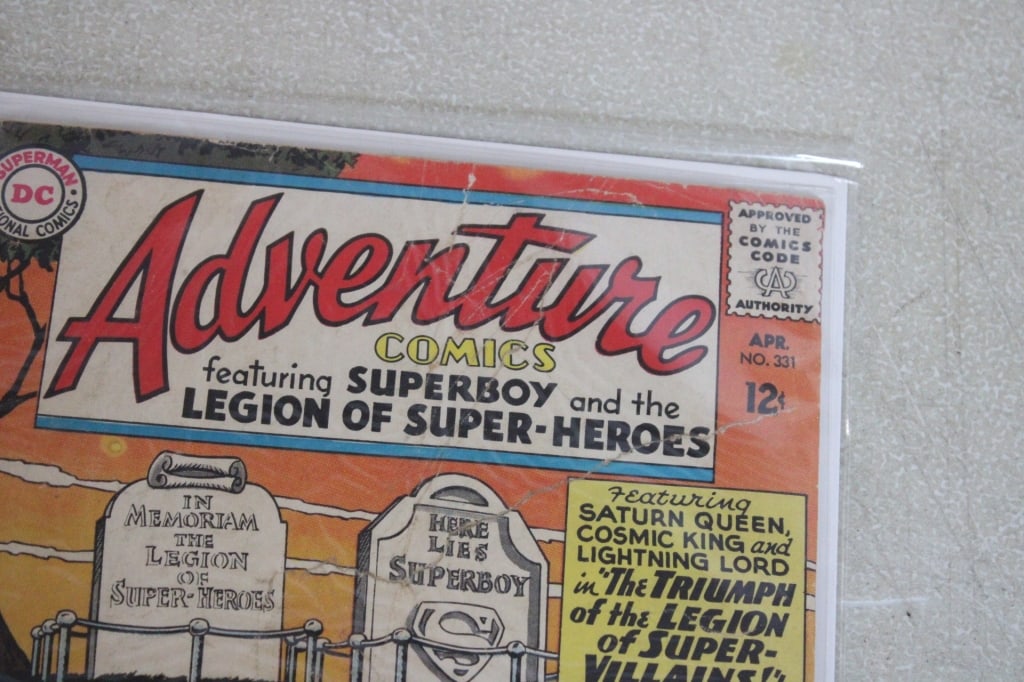 SUPERMAN
DC
ONAL COMICS
Adventure
COMICS
featuring SUPERBOY and the
LEGION OF SUPER-HEROES
APPROVED
BY THE
COMICS
CODE
CA
AUTHORITY
APR.
NO. 331
12¢
IN
MEMORIAM
THE
LEGION
OF
SUPER-HEROES
HERE
LIES
SUPERBOY
S
Featuring
SATURN QUEEN,
COSMIC KING and
LIGHTNING LORD
in "The TRIUMPH
of the LEGION
of SUPER-
VILLAINS!"